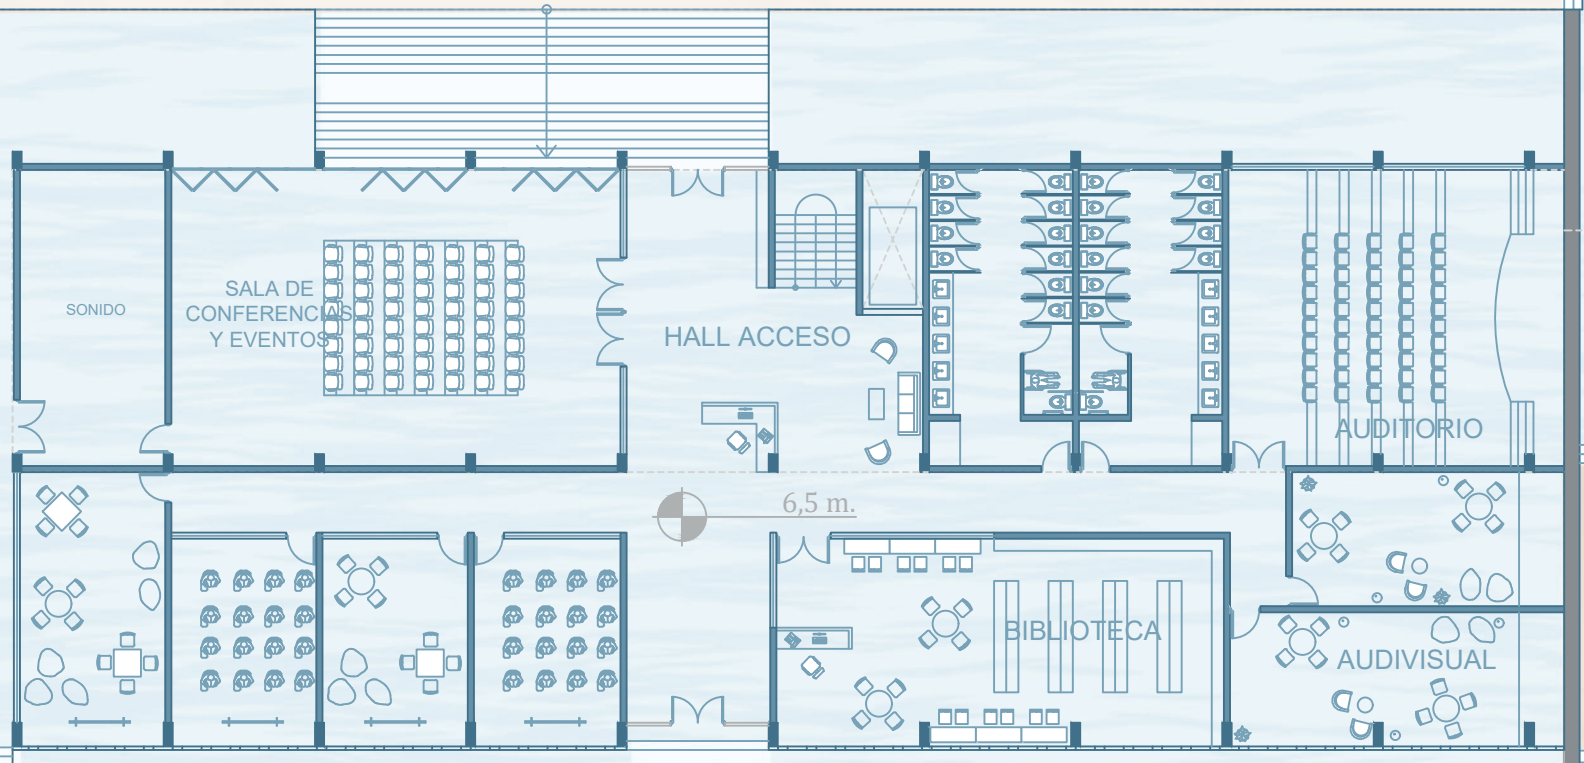 SONIDO
SALA DE
CONFERENCIAS
Y EVENTOS
HALL ACCESO
AUDITORIO
6,5 m.
BIBLIOTECA
AUDIVISUAL